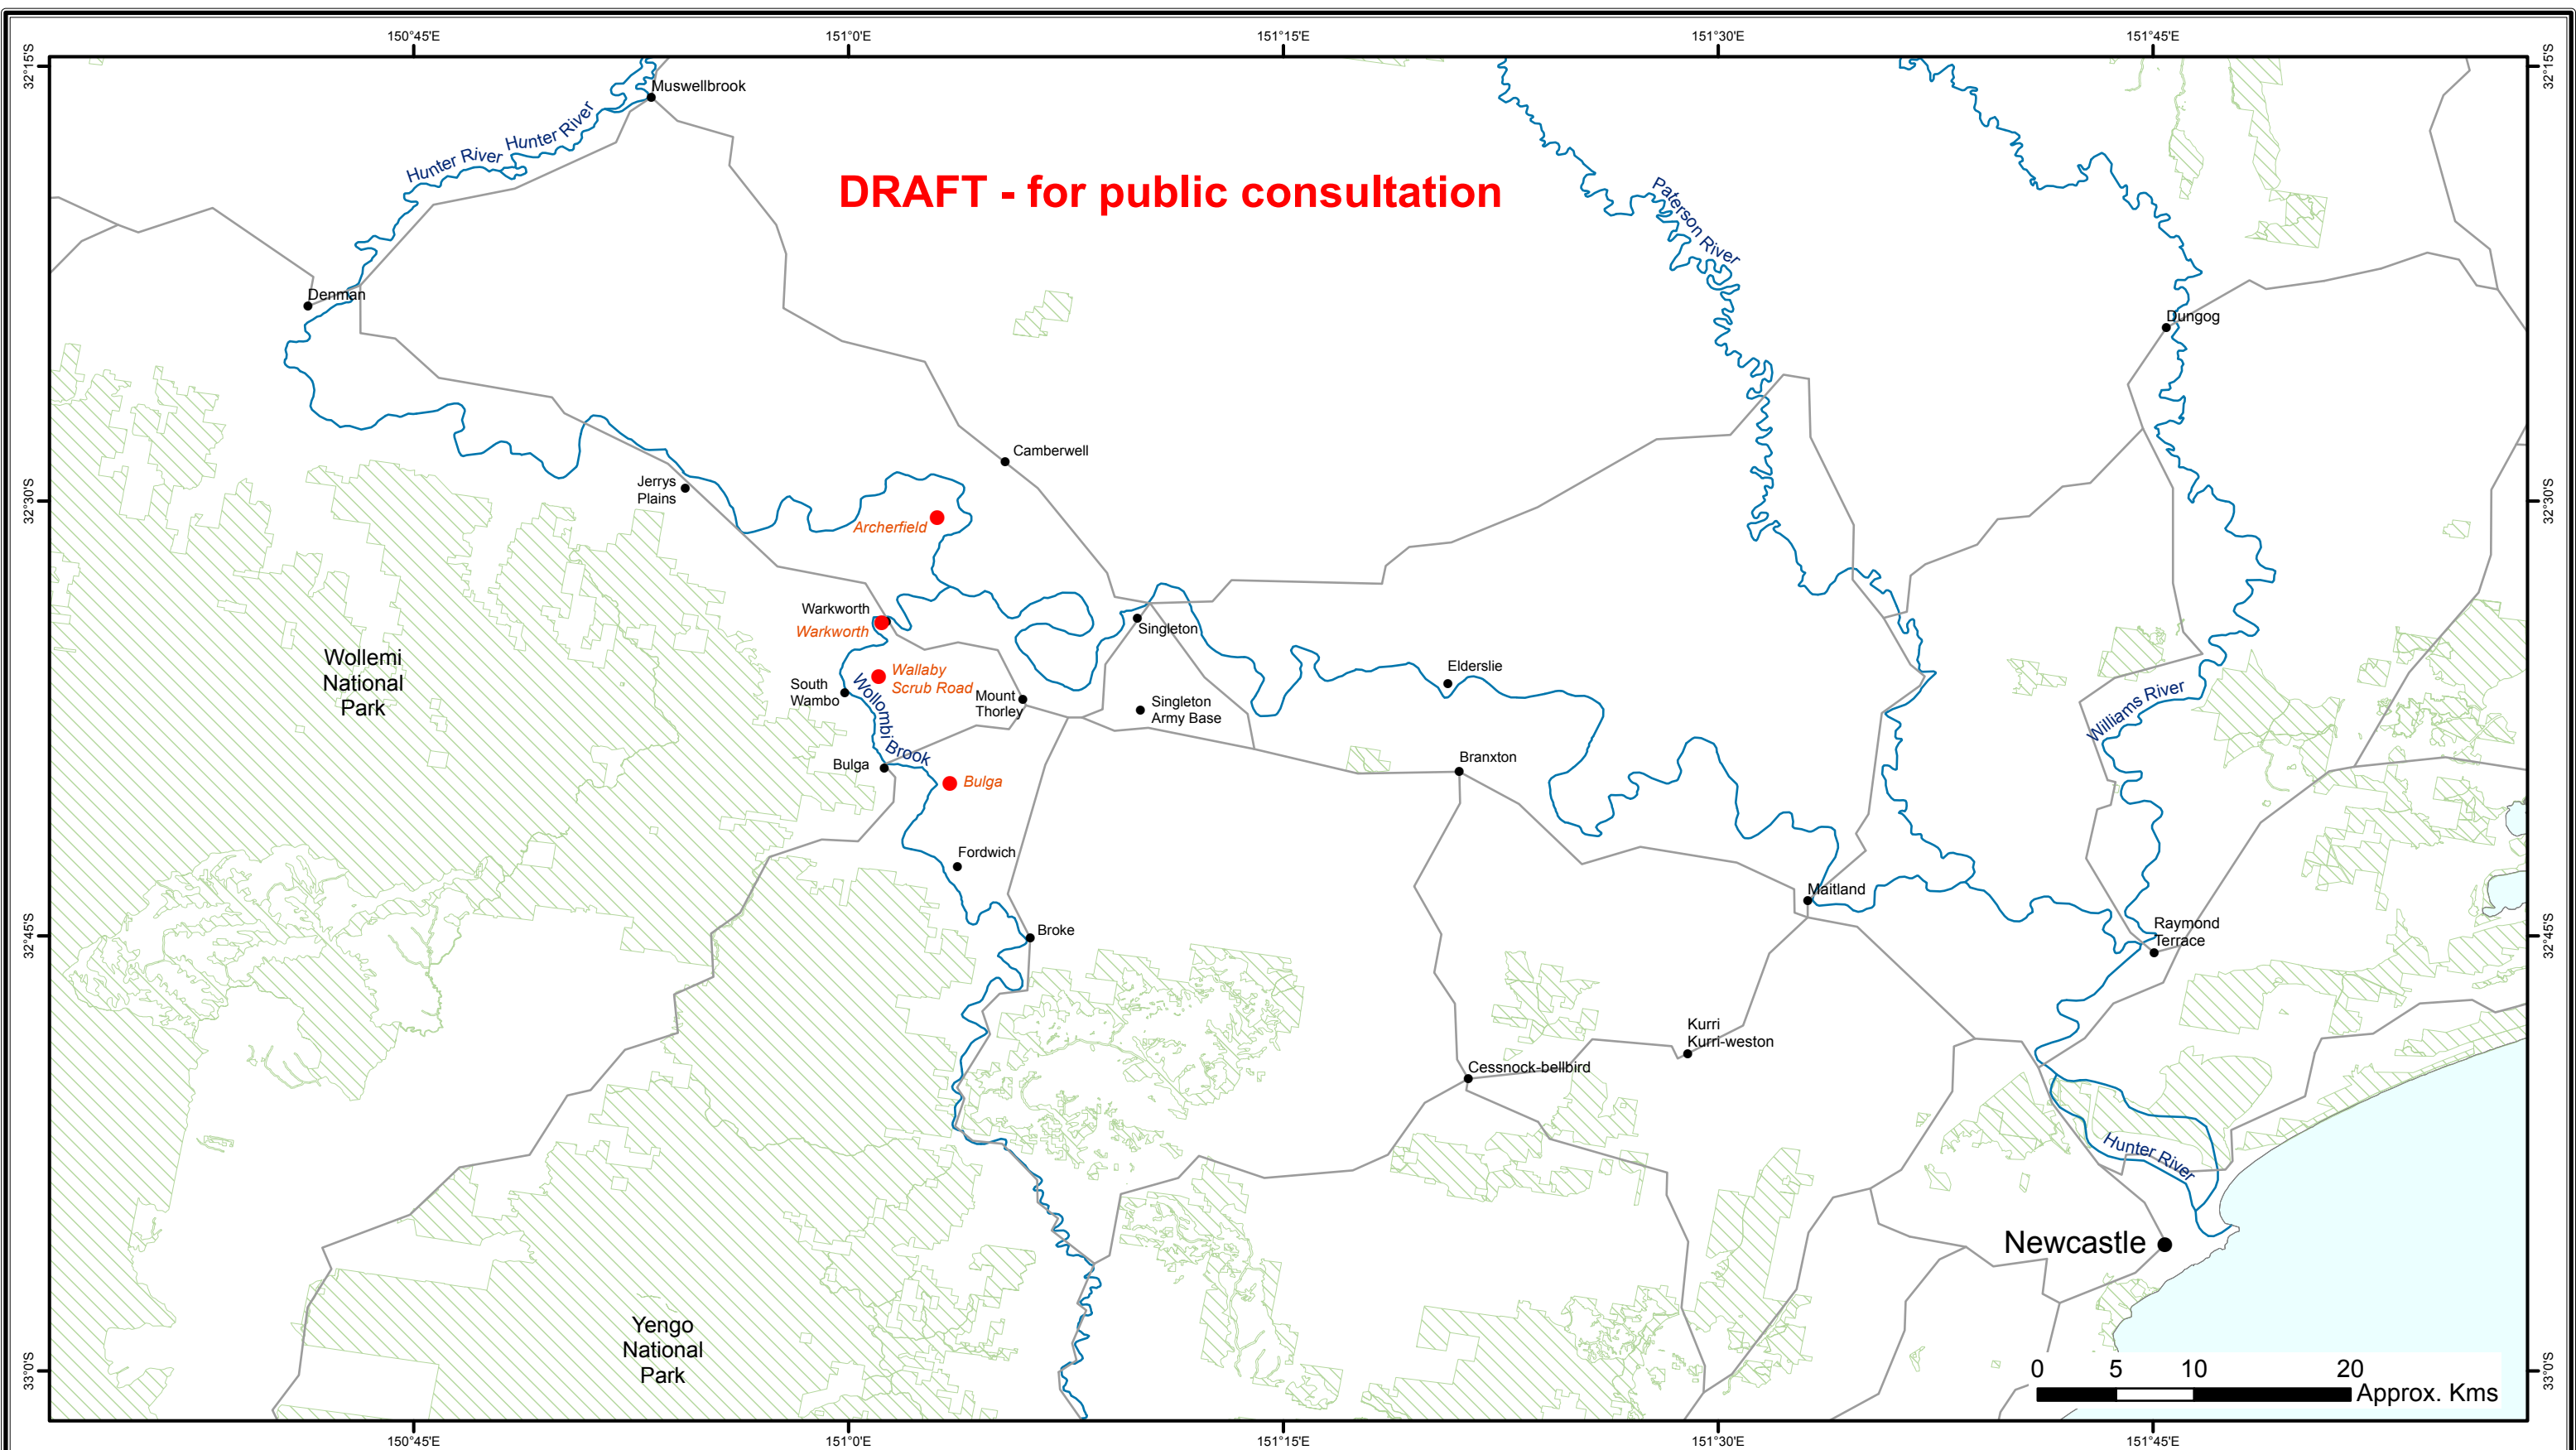 150°45'E
151°0'E
151°15'E
151°30'E
151°45'E
32°15'S
32°15'S
Muswellbrook
Hunter River
Hunter River
DRAFT - for public consultation
Paterson River
Denman
Dungog
Camberwell
Jerrys
Plains
32°30'S
32°30'S
Archerfield
Warkworth
Warkworth
Singleton
Wollemi
National
Park
Wallaby
Scrub Road
South
Wambo
Wollombi Brook
Mount
Thorley
Singleton
Army Base
Elderslie
Williams River
Bulga
Bulga
Branxton
Fordwich
Maitland
Broke
Raymond
Terrace
32°45'S
32°45'S
Kurri
Kurri-weston
Cessnock-bellbird
Hunter River
Newcastle
Yengo
National
Park
33°0'S
33°0'S
0 5 10 20
Approx. Kms
150°45'E
151°0'E
151°15'E
151°30'E
151°45'E